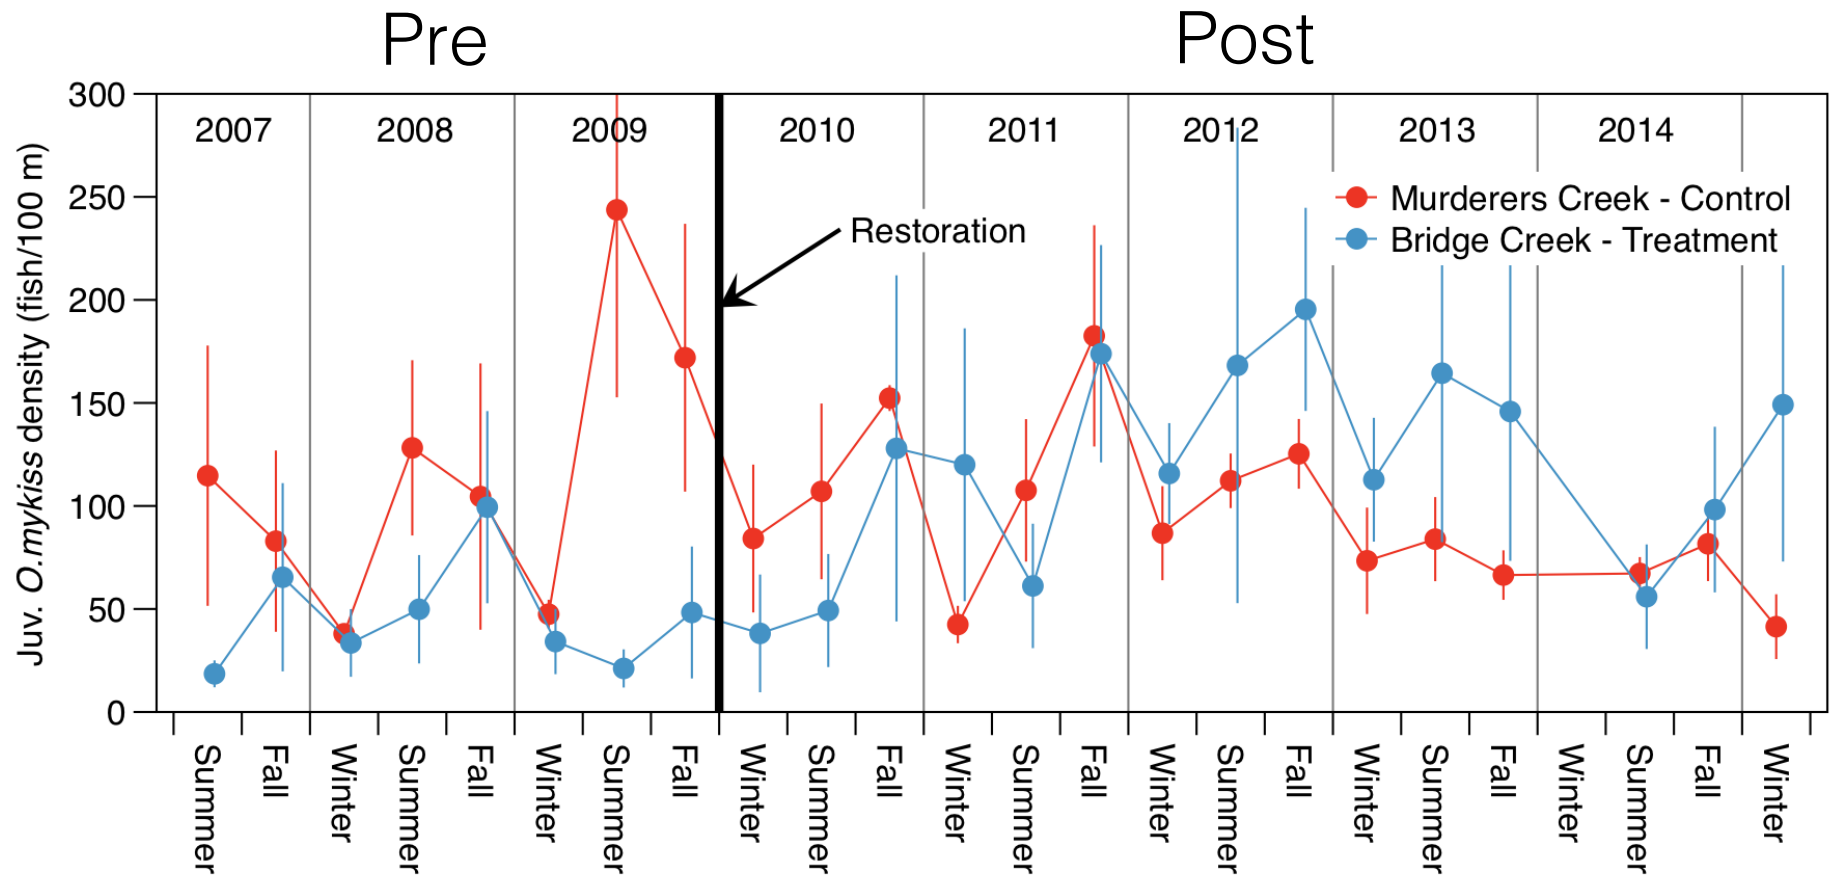 Pre Post
300
250
200
150
100
50
0
Juv. O.mykiss density (fish/100 m)
2007 2008 2009 2010 2011 2012 2013 2014
Murderers Creek - Control
Bridge Creek - Treatment
Restoration
Summer Fall Winter Summer Fall Winter Summer Fall Winter Summer Fall Winter Summer Fall Winter Summer Fall Winter Summer Fall Winter Summer Fall Winter